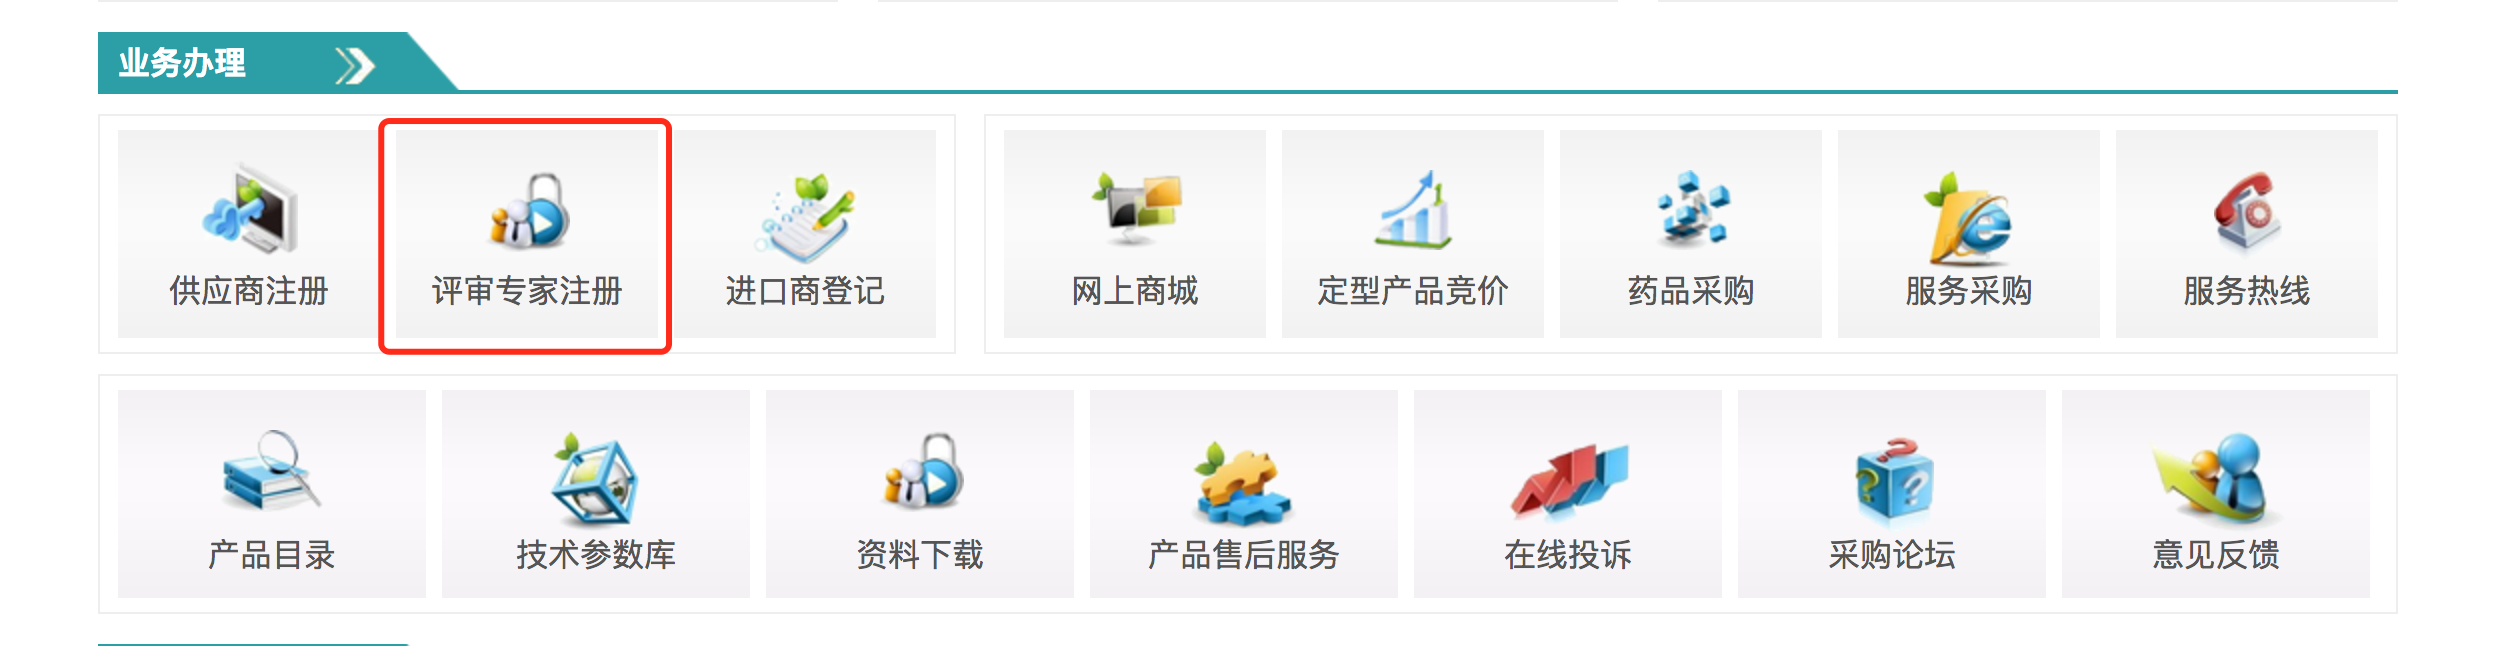 业务办理
供应商注册
评审专家注册
进口商登记
网上商城
定型产品竞价
药品采购
服务采购
服务热线
产品目录
技术参数库
资料下载
产品售后服务
在线投诉
采购论坛
意见反馈